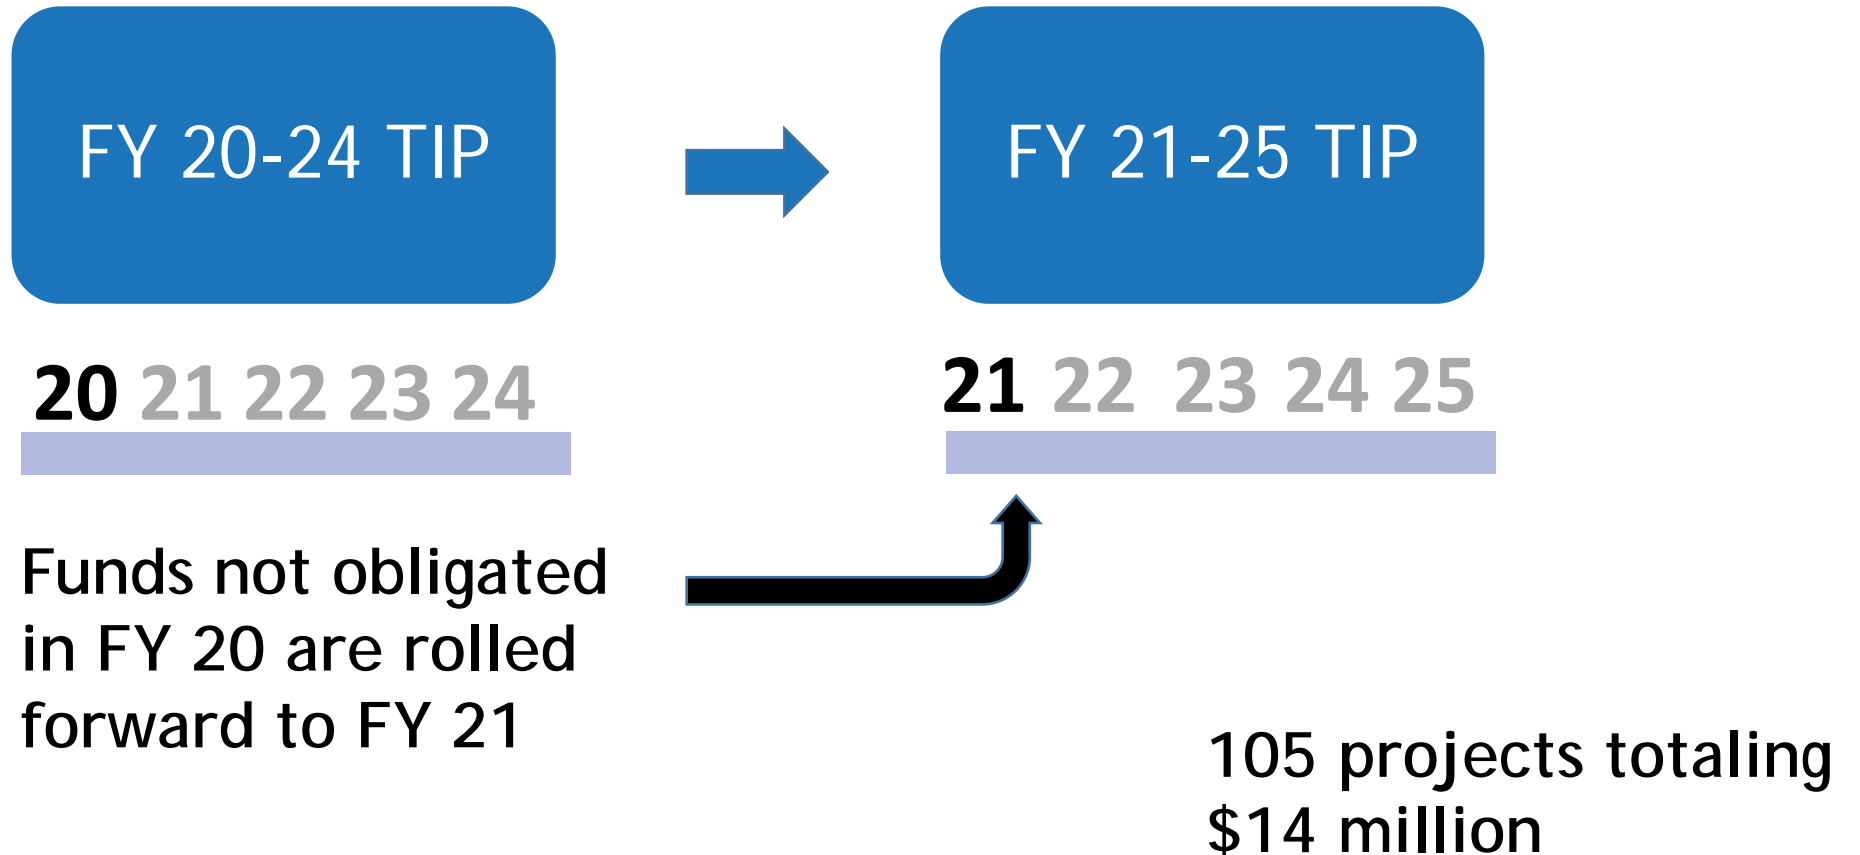 FY 20-24 TIP
FY 21-25 TIP
20 21 22 23 24
21 22 23 24 25
Funds not obligated
in FY 20 are rolled
forward to FY 21
105 projects totaling
$14 million